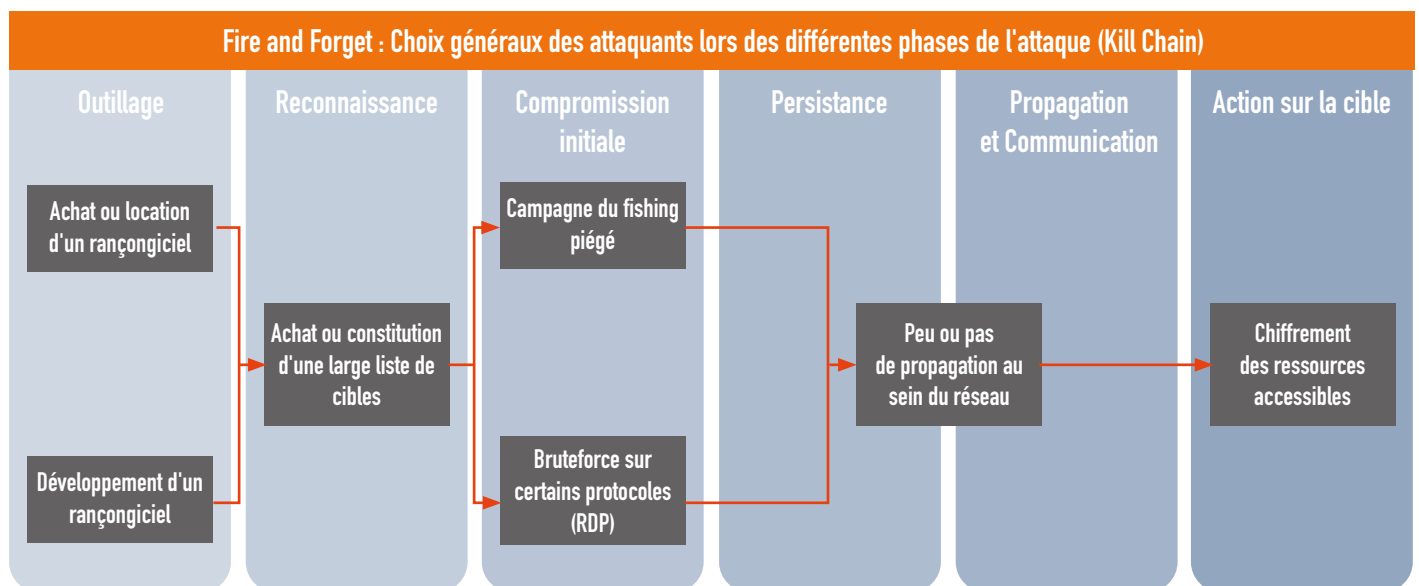 Fire and Forget : Choix généraux des attaquants lors des différentes phases de l'attaque (Kill Chain)
Outillage
Reconnaissance
Compromission
initiale
Persistance
Propagation
et Communication
Action sur la cible
Achat ou location
d'un rançongiciel
Développement d'un
rançongiciel
Achat ou constitution
d'une large liste de
cibles
Campagne du fishing
piégé
Bruteforce sur
certains protocoles
(RDP)
Peu ou pas
de propagation au
sein du réseau
Chiffrement
des ressources
accessibles